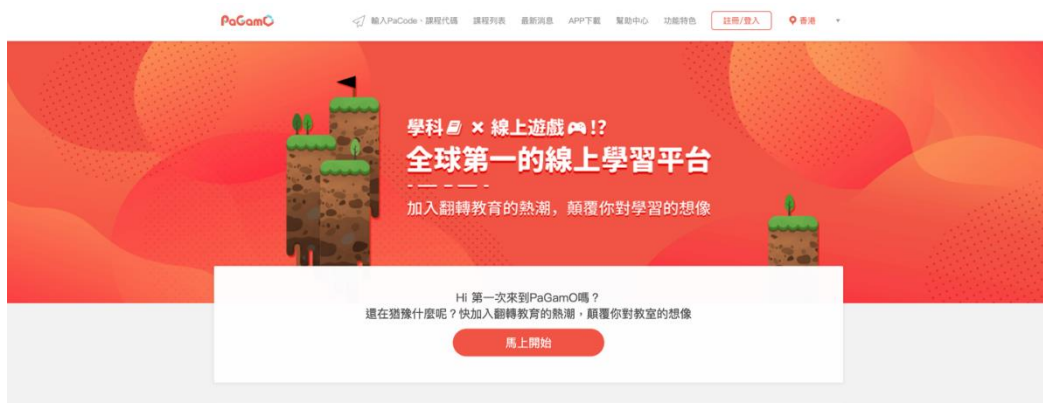 PaGamO
輸入PaCode、課程代碼 課程列表 最新消息 APP下載 幫助中心 功能特色 註冊/登入 香港
學科 × 線上遊戲 !?
全球第一的線上學習平台
加入翻轉教育的熱潮，顛覆你對學習的想像
Hi 第一次來到PaGamO嗎？
還在猶豫什麼呢？快加入翻轉教育的熱潮，顛覆你對教室的想像
馬上開始